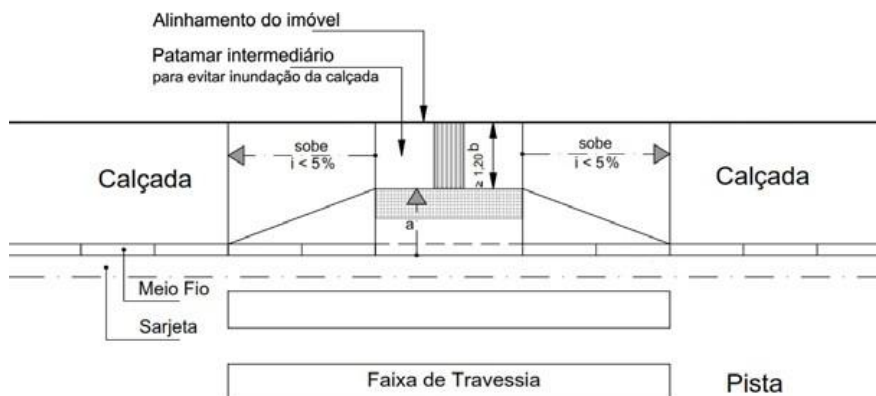 Alinhamento do imóvel
Patamar intermediário
para evitar inundação da calçada
sobe
i < 5%
≥ 1,20
b
sobe
i < 5%
Calçada
Calçada
a
Meio Fio
Sarjeta
Faixa de Travessia
Pista